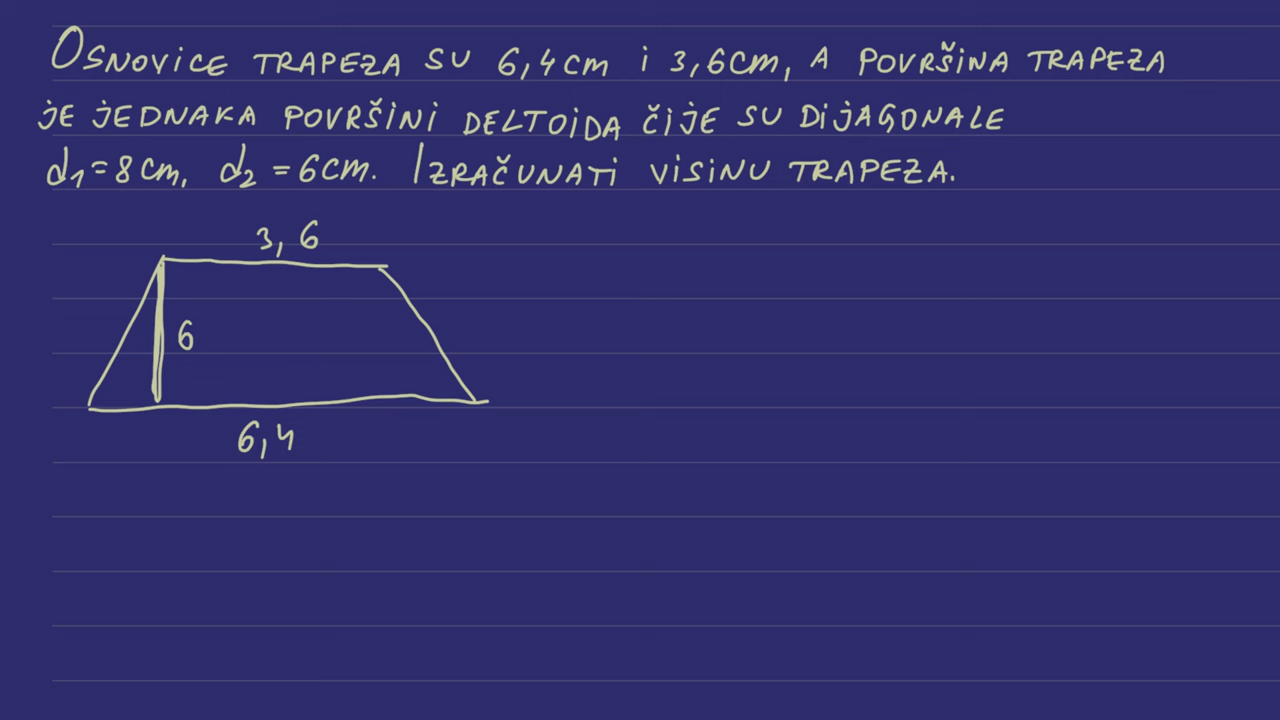 OSNOVICE TRAPEZA SU 6,4cm i 3,6cm, A POVRŠINA TRAPEZA
JE JEDNAKA POVRŠINI DELTOIDA ČIJE SU DIJAGONALE
d1=8cm, d2=6cm. IZRAČUNATI VISINU TRAPEZA.
3,6
6
6,4